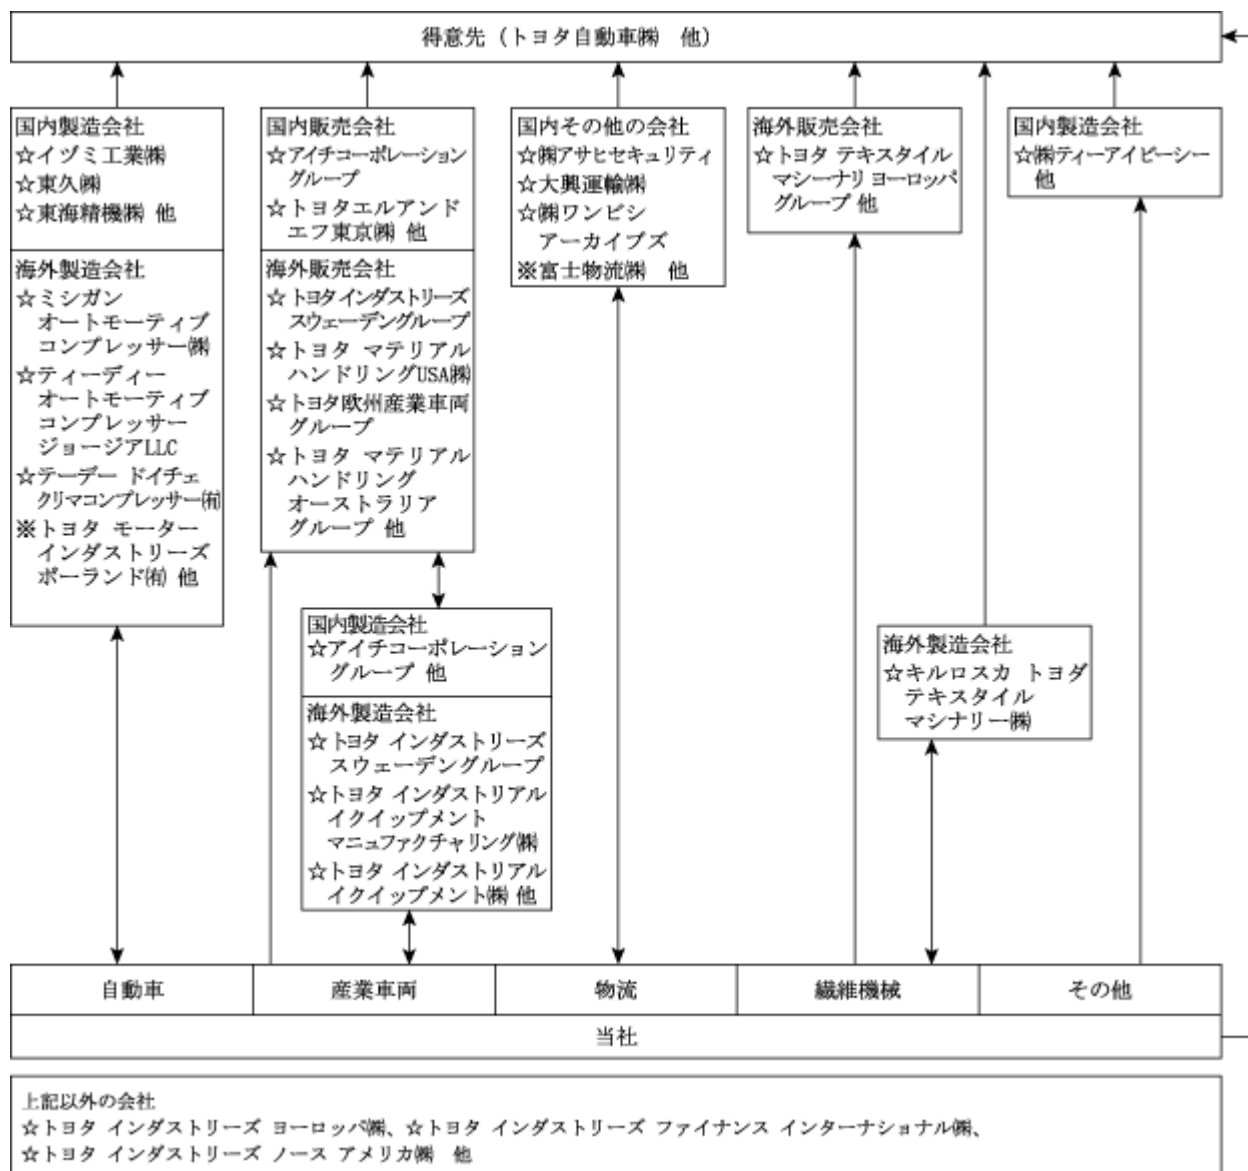 得意先（トヨタ自動車㈱　他）
国内製造会社
☆イヅミ工業㈱
☆東久㈱
☆東海精機㈱ 他
海外製造会社
☆ミシガン
オートモーティブ
コンプレッサー㈱
☆ティーディー
オートモーティブ
コンプレッサー
ジョージアLLC
☆テーデー ドイチェ
クリマコンプレッサー㈲
※トヨタ モーター
インダストリーズ
ポーランド㈲ 他
国内販売会社
☆アイチコーポレーション
グループ
☆トヨタエルアンド
エフ東京㈱ 他
海外販売会社
☆トヨタ インダストリーズ
スウェーデングループ
☆トヨタ マテリアル
ハンドリングUSA㈱
☆トヨタ欧州産業車両
グループ
☆トヨタ マテリアル
ハンドリング
オーストラリア
グループ 他
国内製造会社
☆アイチコーポレーション
グループ 他
海外製造会社
☆トヨタ インダストリーズ
スウェーデングループ
☆トヨタ インダストリアル
イクイップメント
マニュファクチャリング㈱
☆トヨタ インダストリアル
イクイップメント㈱ 他
国内その他の会社
☆㈱アサヒセキュリティ
☆大興運輸㈱
☆㈱ワンビシ
アーカイブズ
※富士物流㈱　他
海外販売会社
☆トヨタ テキスタイル
マシーナリ ヨーロッパ
グループ 他
海外製造会社
☆キルロスカ トヨダ
テキスタイル
マシナリー㈱
国内製造会社
☆㈱ティーアイビーシー
他
自動車
産業車両
物流
繊維機械
その他
当社
上記以外の会社
☆トヨタ インダストリーズ ヨーロッパ㈱、☆トヨタ インダストリーズ ファイナンス インターナショナル㈱、
☆トヨタ インダストリーズ ノース アメリカ㈱　他